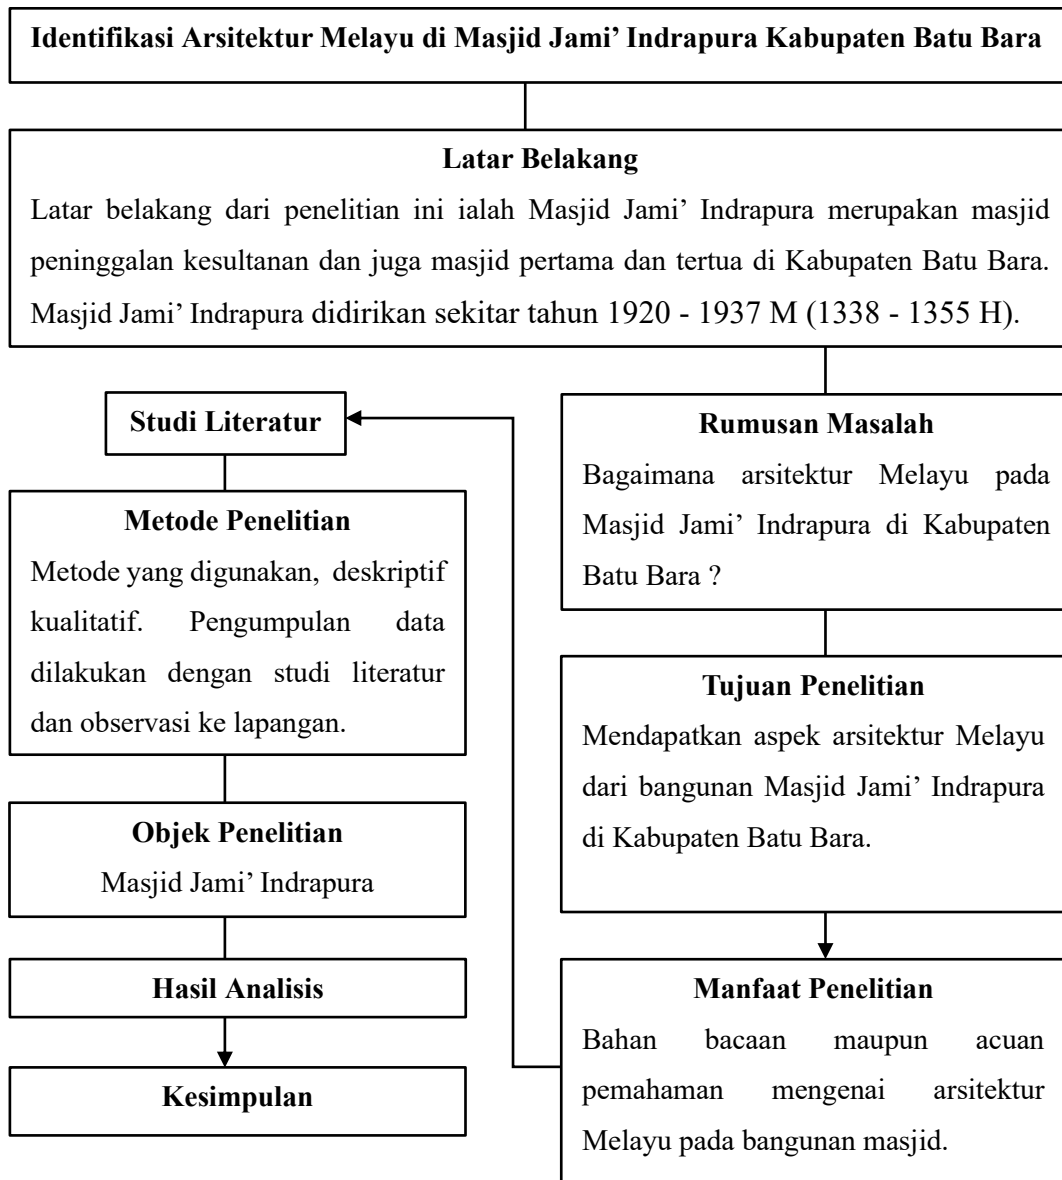 Identifikasi Arsitektur Melayu di Masjid Jami’ Indrapura Kabupaten Batu Bara
Latar Belakang
Latar belakang dari penelitian ini ialah Masjid Jami’ Indrapura merupakan masjid
peninggalan kesultanan dan juga masjid pertama dan tertua di Kabupaten Batu Bara.
Masjid Jami’ Indrapura didirikan sekitar tahun 1920 - 1937 M (1338 - 1355 H).
Rumusan Masalah
Bagaimana arsitektur Melayu pada
Masjid Jami’ Indrapura di Kabupaten
Batu Bara ?
Tujuan Penelitian
Mendapatkan aspek arsitektur Melayu
dari bangunan Masjid Jami’ Indrapura
di Kabupaten Batu Bara.
Manfaat Penelitian
Bahan bacaan maupun acuan
pemahaman mengenai arsitektur
Melayu pada bangunan masjid.
Studi Literatur
Metode Penelitian
Metode yang digunakan, deskriptif
kualitatif. Pengumpulan data
dilakukan dengan studi literatur
dan observasi ke lapangan.
Objek Penelitian
Masjid Jami’ Indrapura
Hasil Analisis
Kesimpulan